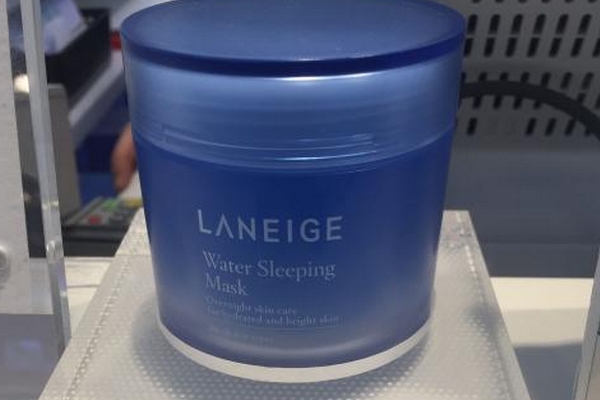 LANEIGE
Water Sleeping
Mask
Overnight skin care
for hydrated and bright skin